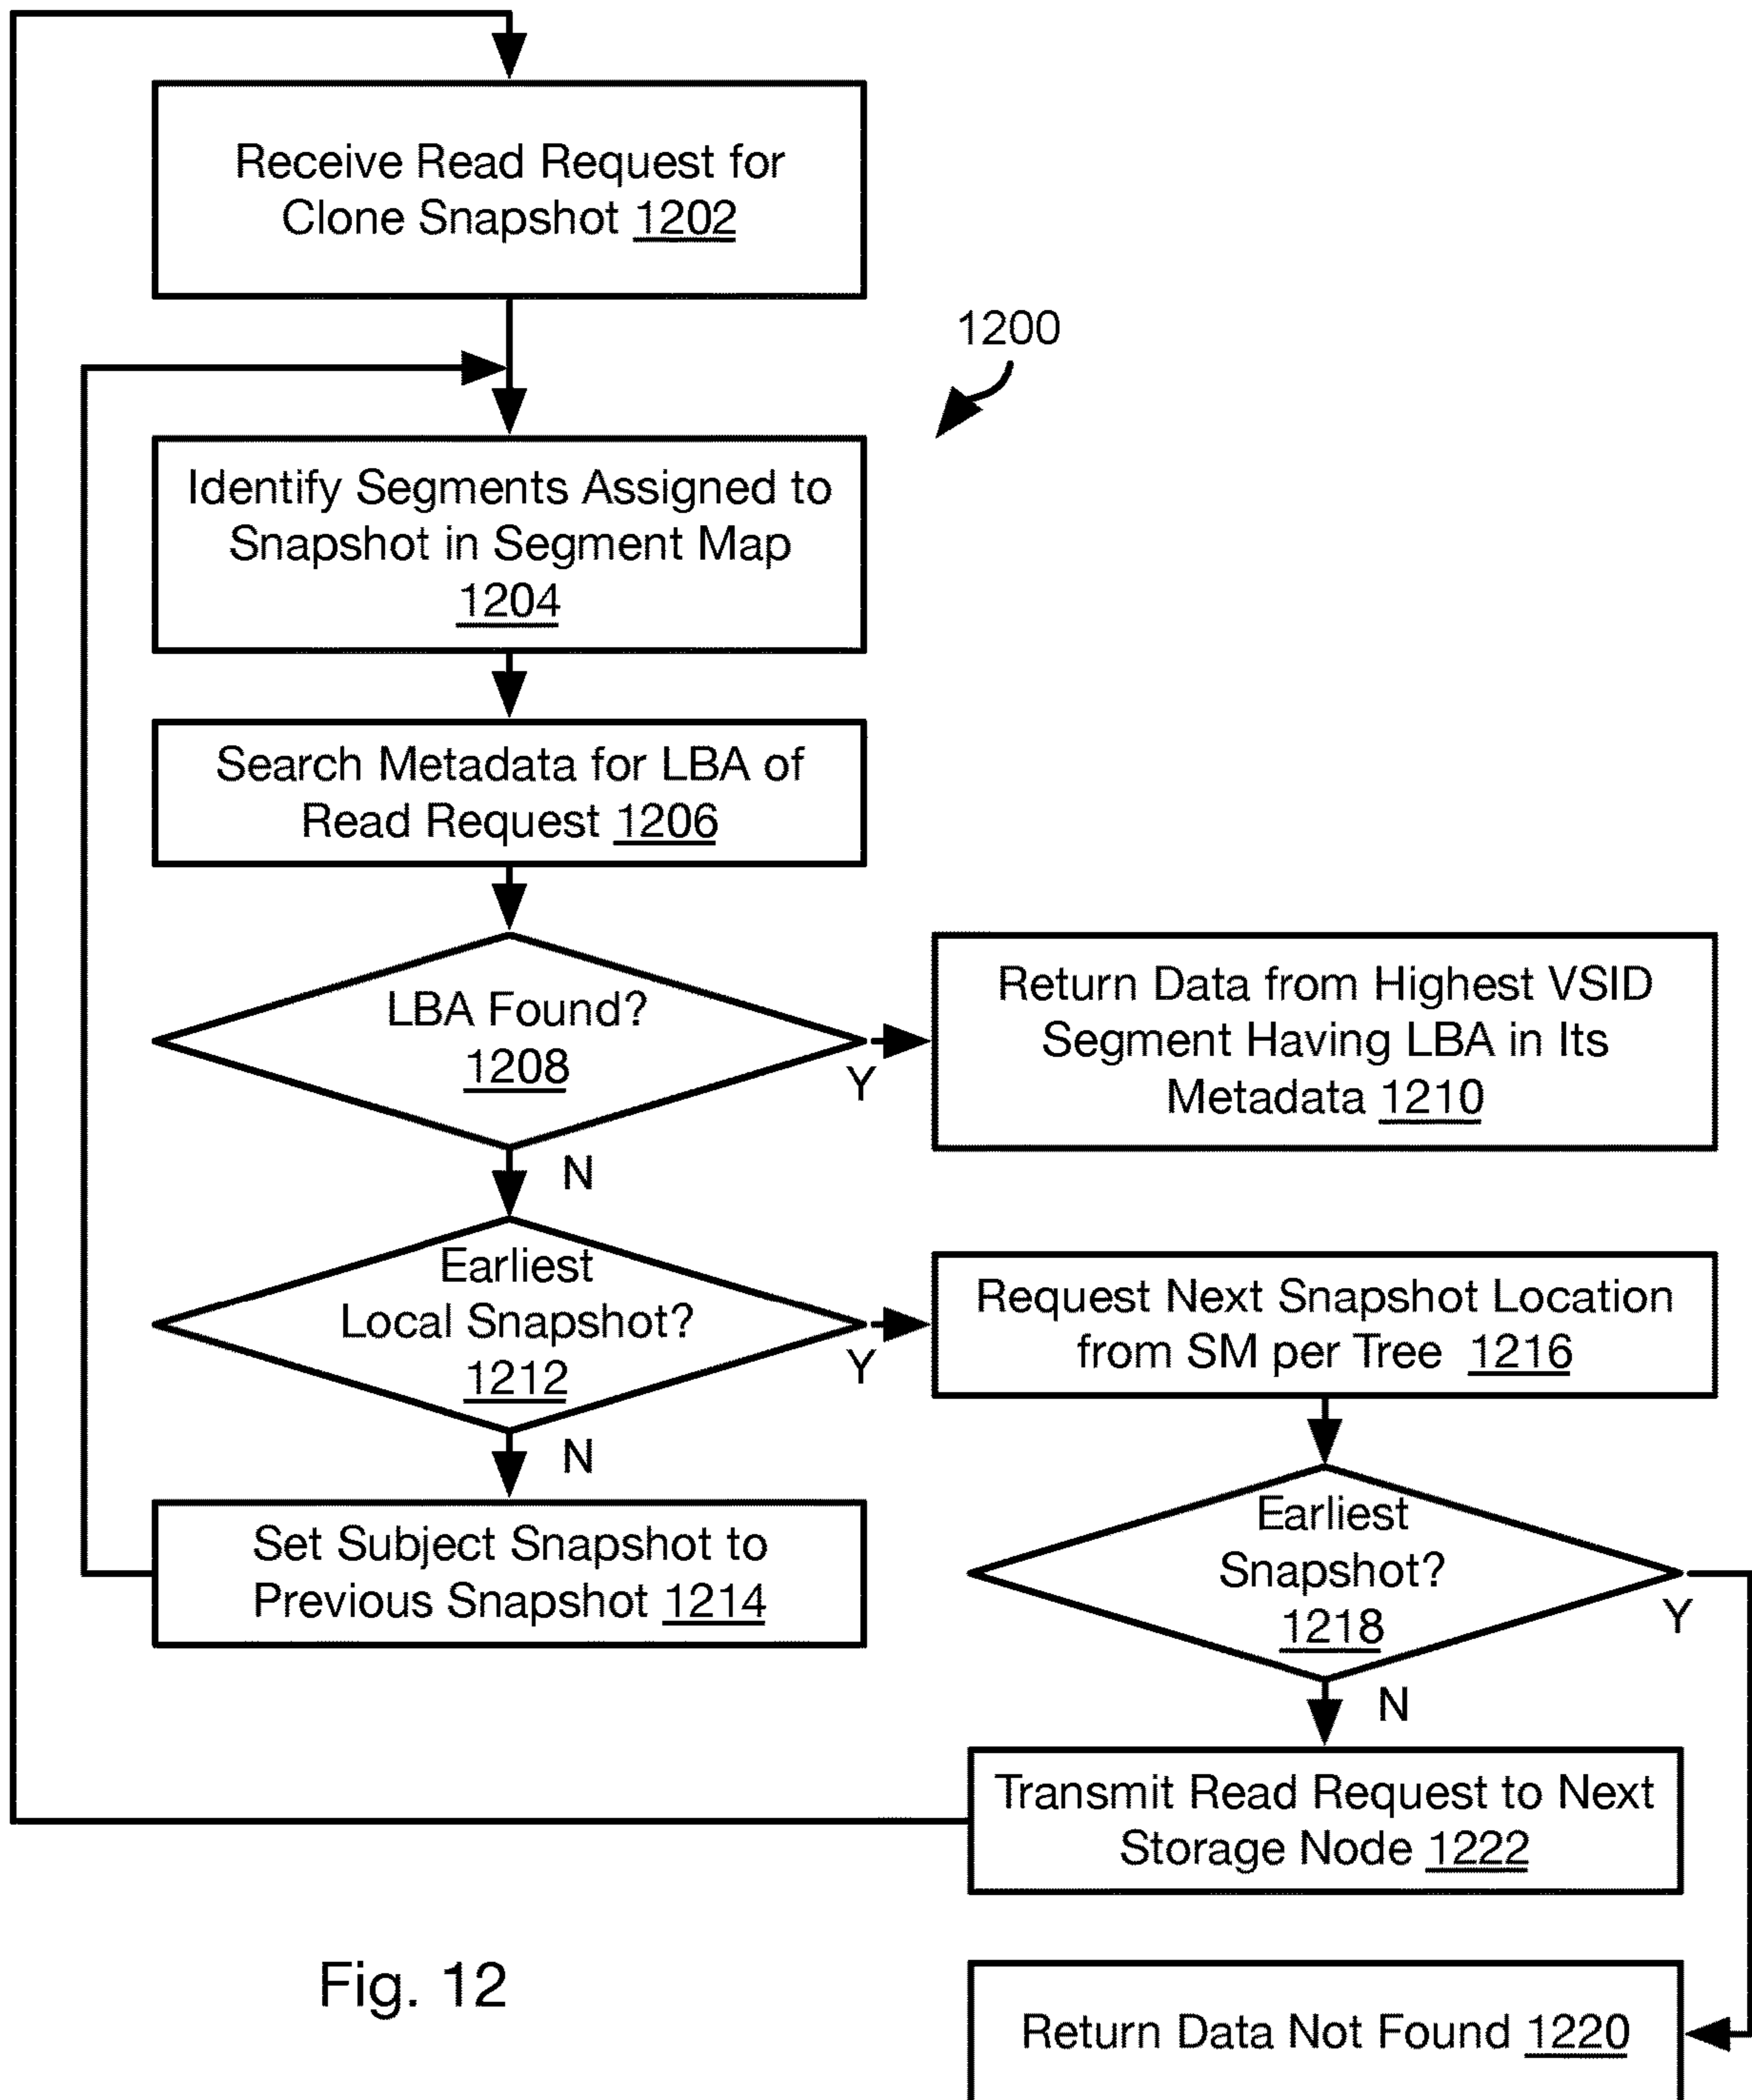 Receive Read Request for
Clone Snapshot 1202
1200
Identify Segments Assigned to
Snapshot in Segment Map
1204
Search Metadata for LBA of
Read Request 1206
LBA Found?
1208
Y
N
Return Data from Highest VSID
Segment Having LBA in Its
Metadata 1210
Earliest
Local Snapshot?
1212
Y
N
Request Next Snapshot Location
from SM per Tree 1216
Set Subject Snapshot to
Previous Snapshot 1214
Earliest
Snapshot?
1218
Y
N
Transmit Read Request to Next
Storage Node 1222
Return Data Not Found 1220
Fig. 12